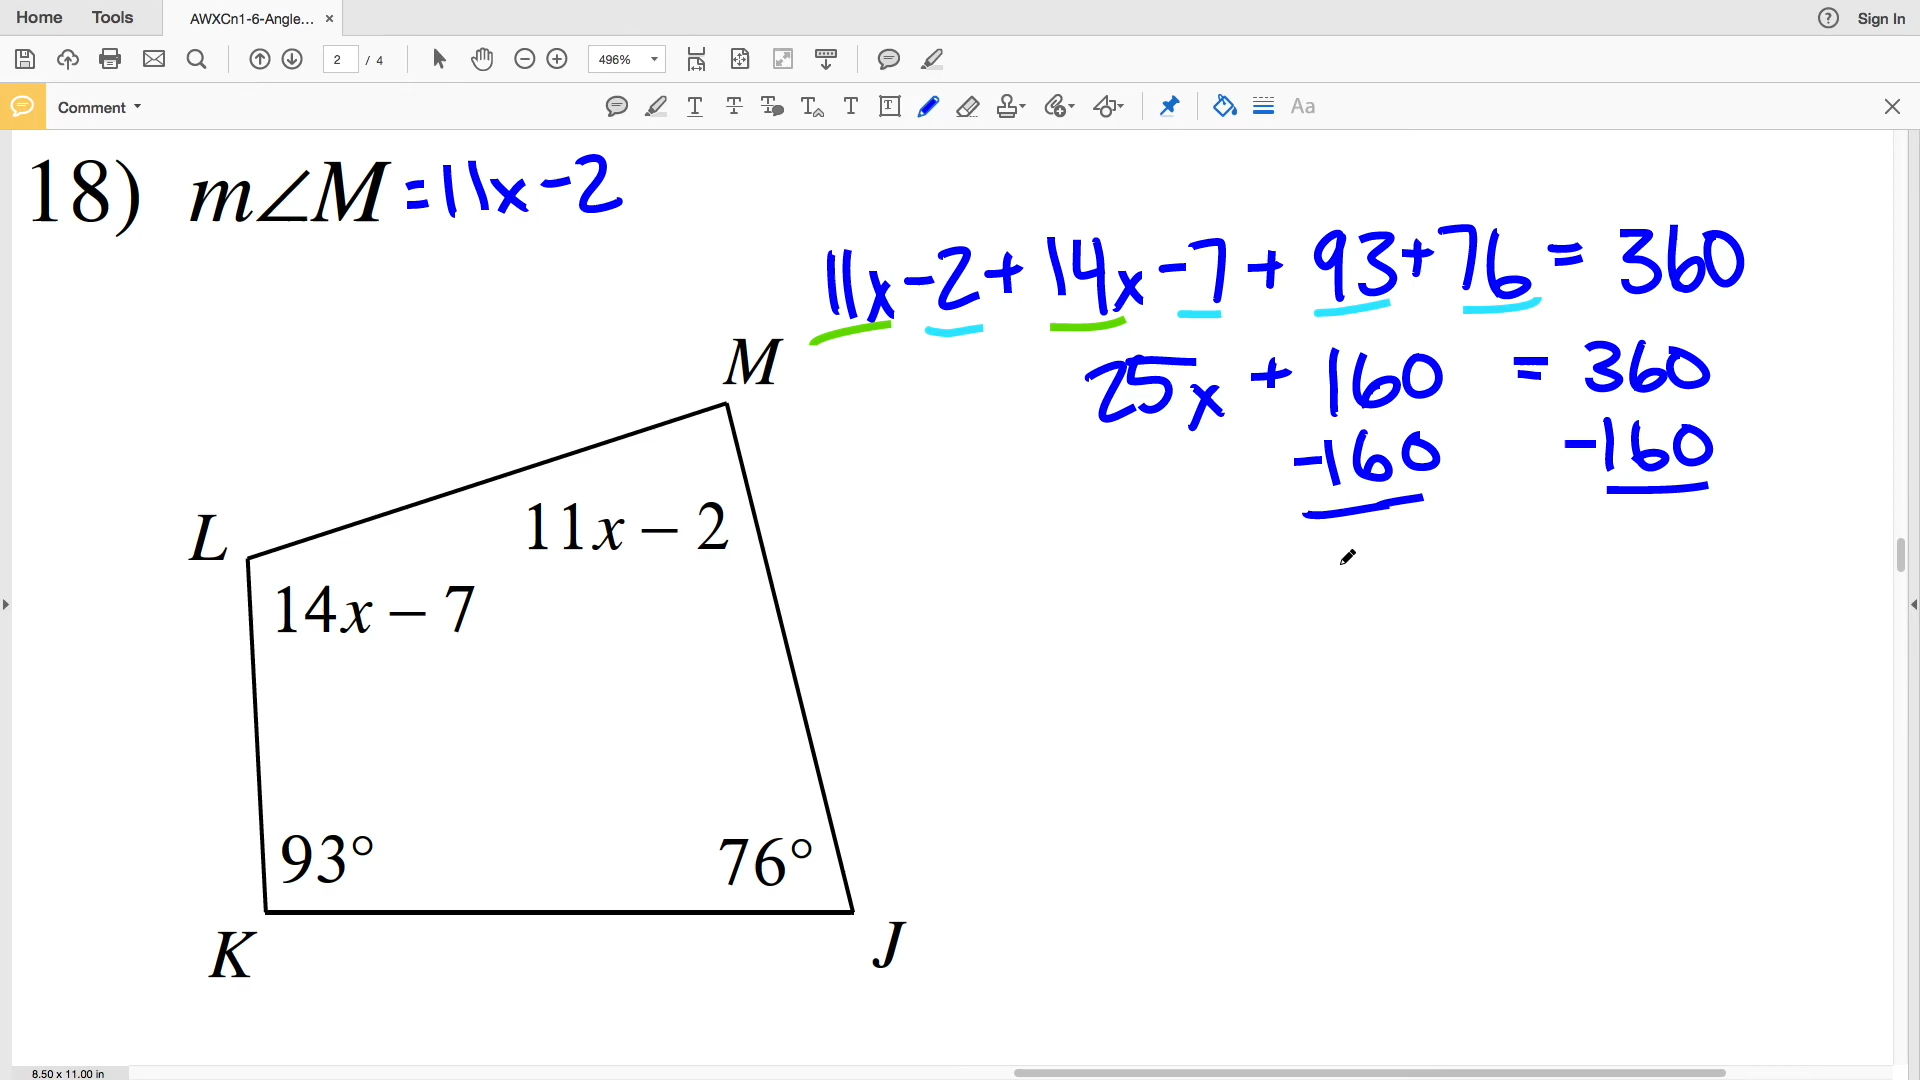 Home Tools AWXCn1-6-Angle... × ? Sign In
2 / 4 496%
Comment T T T T T T Aa
18) m∠M =11x-2
11x-2+14x-7+93+76=360
25x + 160 = 360
-160 -160
M
L
11x – 2
14x – 7
93° 76°
K J
8.50 x 11.00 in